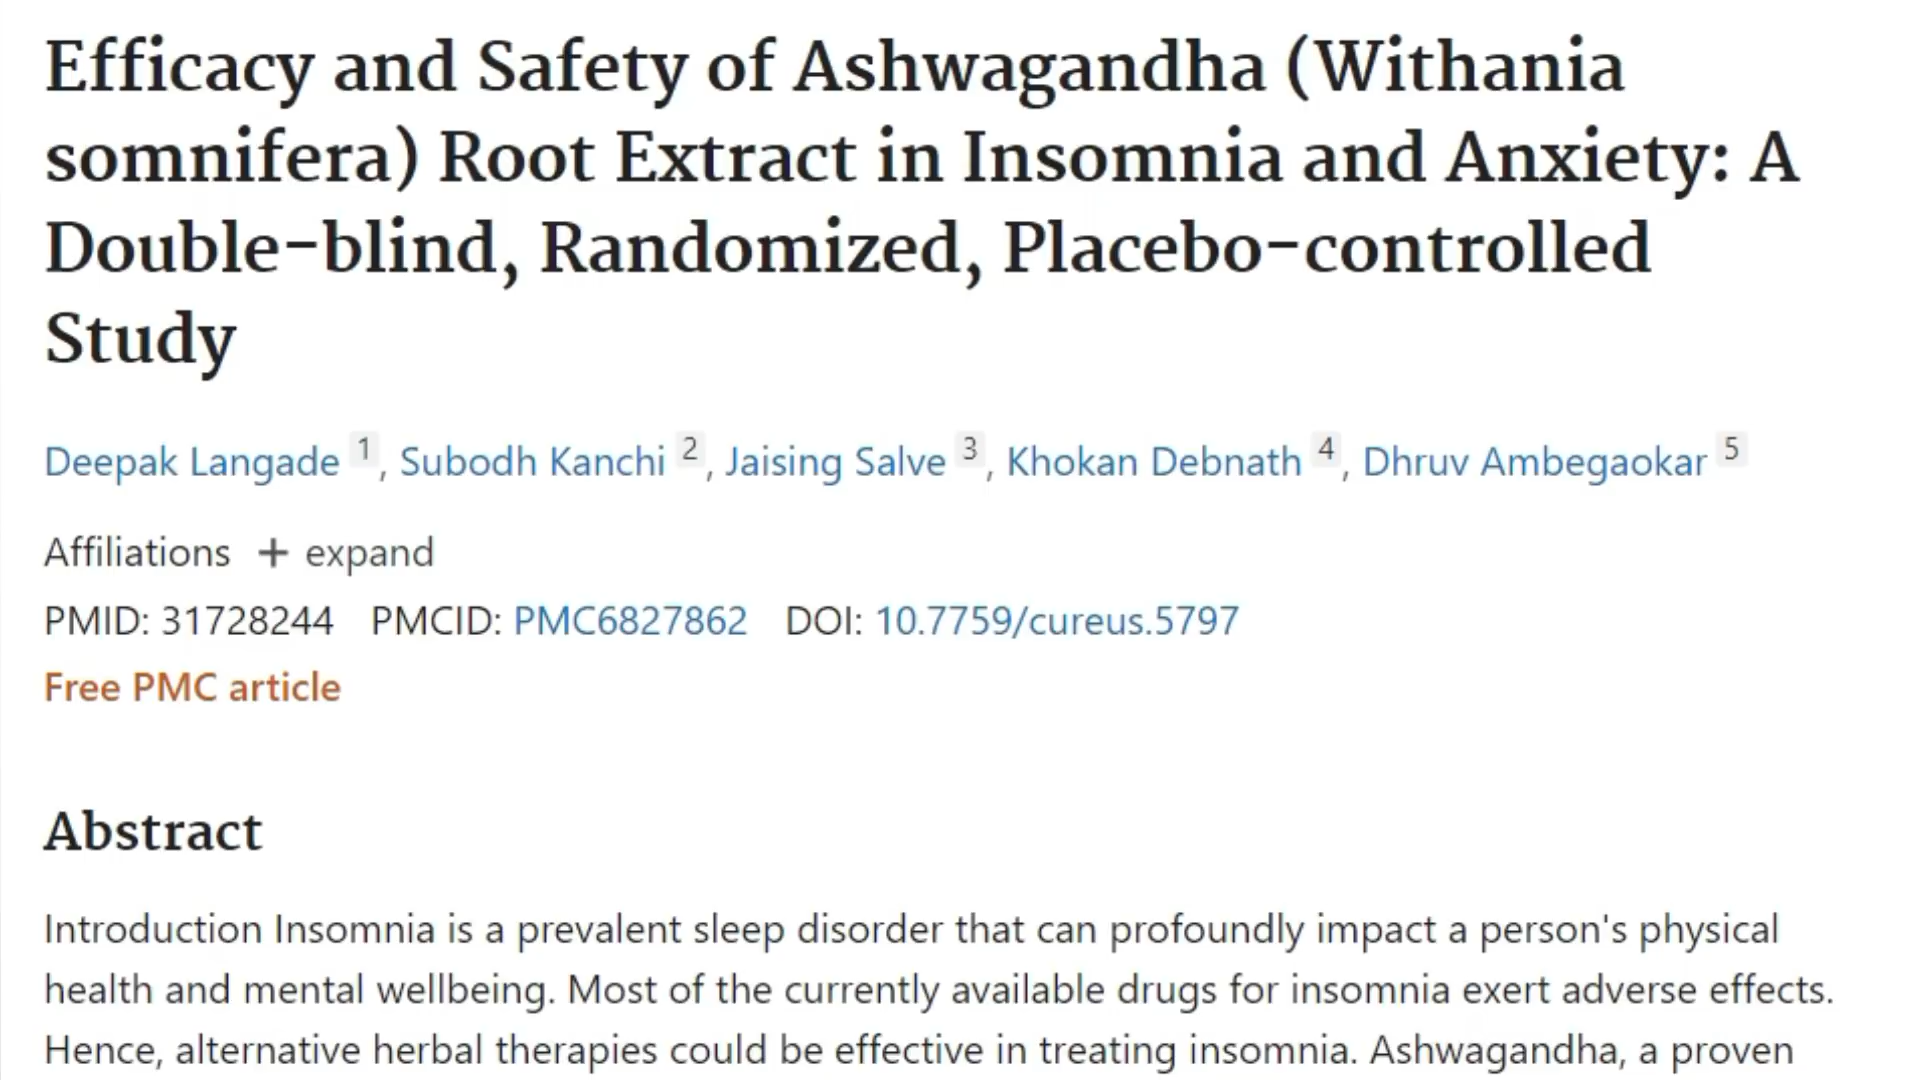 Efficacy and Safety of Ashwagandha (Withania
somnifera) Root Extract in Insomnia and Anxiety: A
Double-blind, Randomized, Placebo-controlled
Study
Deepak Langade 1, Subodh Kanchi 2, Jaising Salve 3, Khokan Debnath 4, Dhruv Ambegaokar 5
Affiliations + expand
PMID: 31728244 PMCID: PMC6827862 DOI: 10.7759/cureus.5797
Free PMC article
Abstract
Introduction Insomnia is a prevalent sleep disorder that can profoundly impact a person's physical
health and mental wellbeing. Most of the currently available drugs for insomnia exert adverse effects.
Hence, alternative herbal therapies could be effective in treating insomnia. Ashwagandha, a proven